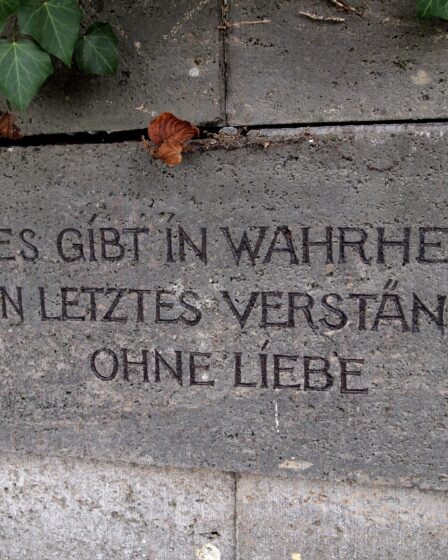 ES GIBT IN WAHRHE
N LETZTES VERSTÄN
OHNE LIEBE